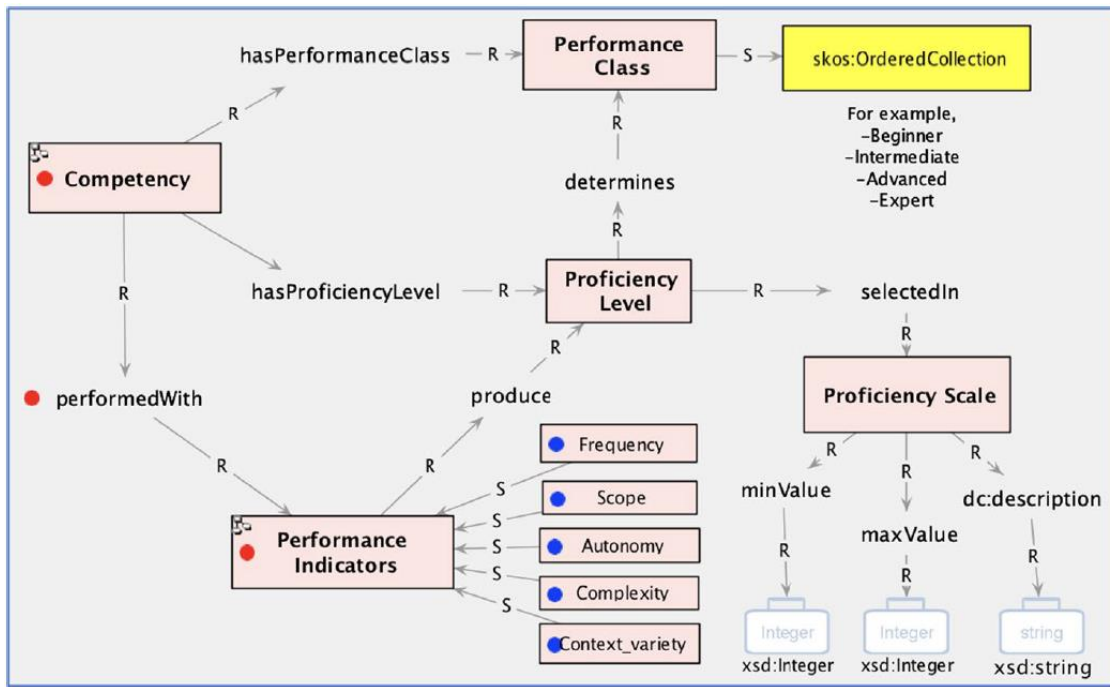 hasPerformanceClass
R
R
Performance
Class
S
skos:OrderedCollection
For example,
-Beginner
-Intermediate
-Advanced
-Expert
R
determines
R
Competency
hasProficiencyLevel
R
Proficiency
Level
R
selectedIn
R
R
performedWith
R
produce
R
R
Proficiency Scale
R
R
R
minValue
maxValue
dc:description
R
R
R
Integer
xsd:Integer
Integer
xsd:Integer
string
xsd:string
Performance
Indicators
S
Frequency
S
Scope
S
Autonomy
S
Complexity
S
Context_variety